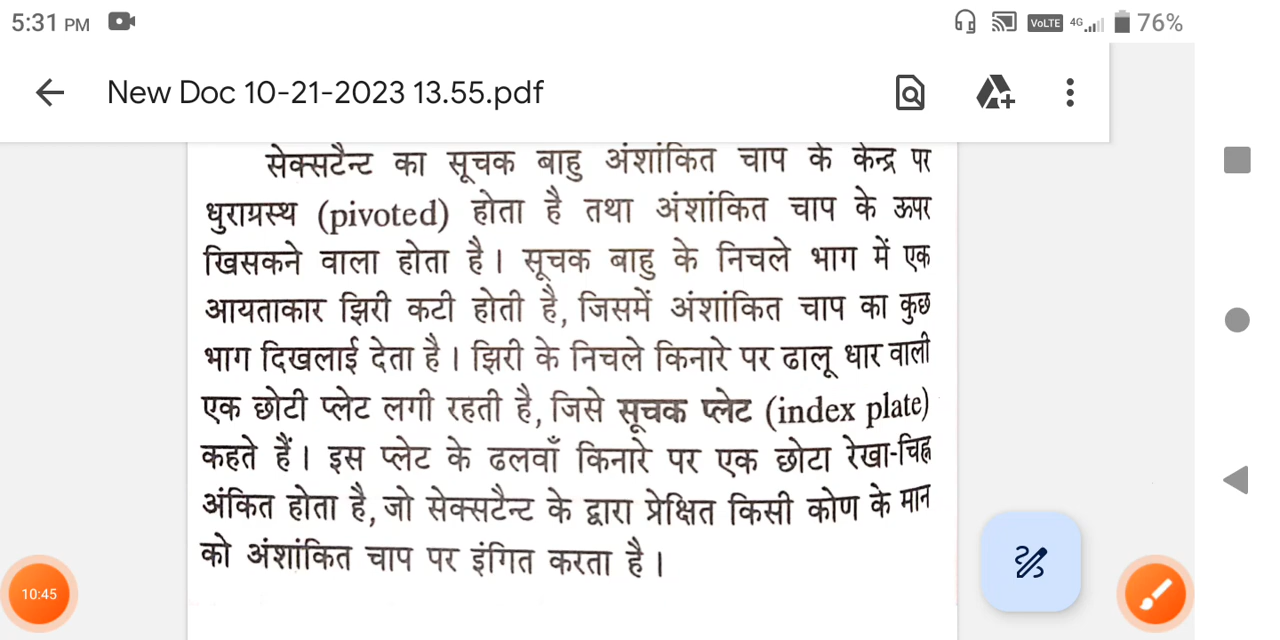 5:31 PM VoLTE 4G 76%
New Doc 10-21-2023 13.55.pdf
सेक्सटैन्ट का सूचक बाहु अंशांकित चाप के केन्द्र पर
धुराग्रस्थ (pivoted) होता है तथा अंशांकित चाप के ऊपर
खिसकने वाला होता है। सूचक बाहु के निचले भाग में एक
आयताकार झिरी कटी होती है, जिसमें अंशांकित चाप का कुछ
भाग दिखलाई देता है। झिरी के निचले किनारे पर ढालू धार वाली
एक छोटी प्लेट लगी रहती है, जिसे सूचक प्लेट (index plate)
कहते हैं। इस प्लेट के ढलवाँ किनारे पर एक छोटा रेखा-चिह्न
अंकित होता है, जो सेक्सटैन्ट के द्वारा प्रेक्षित किसी कोण के मान
को अंशांकित चाप पर इंगित करता है।
10:45